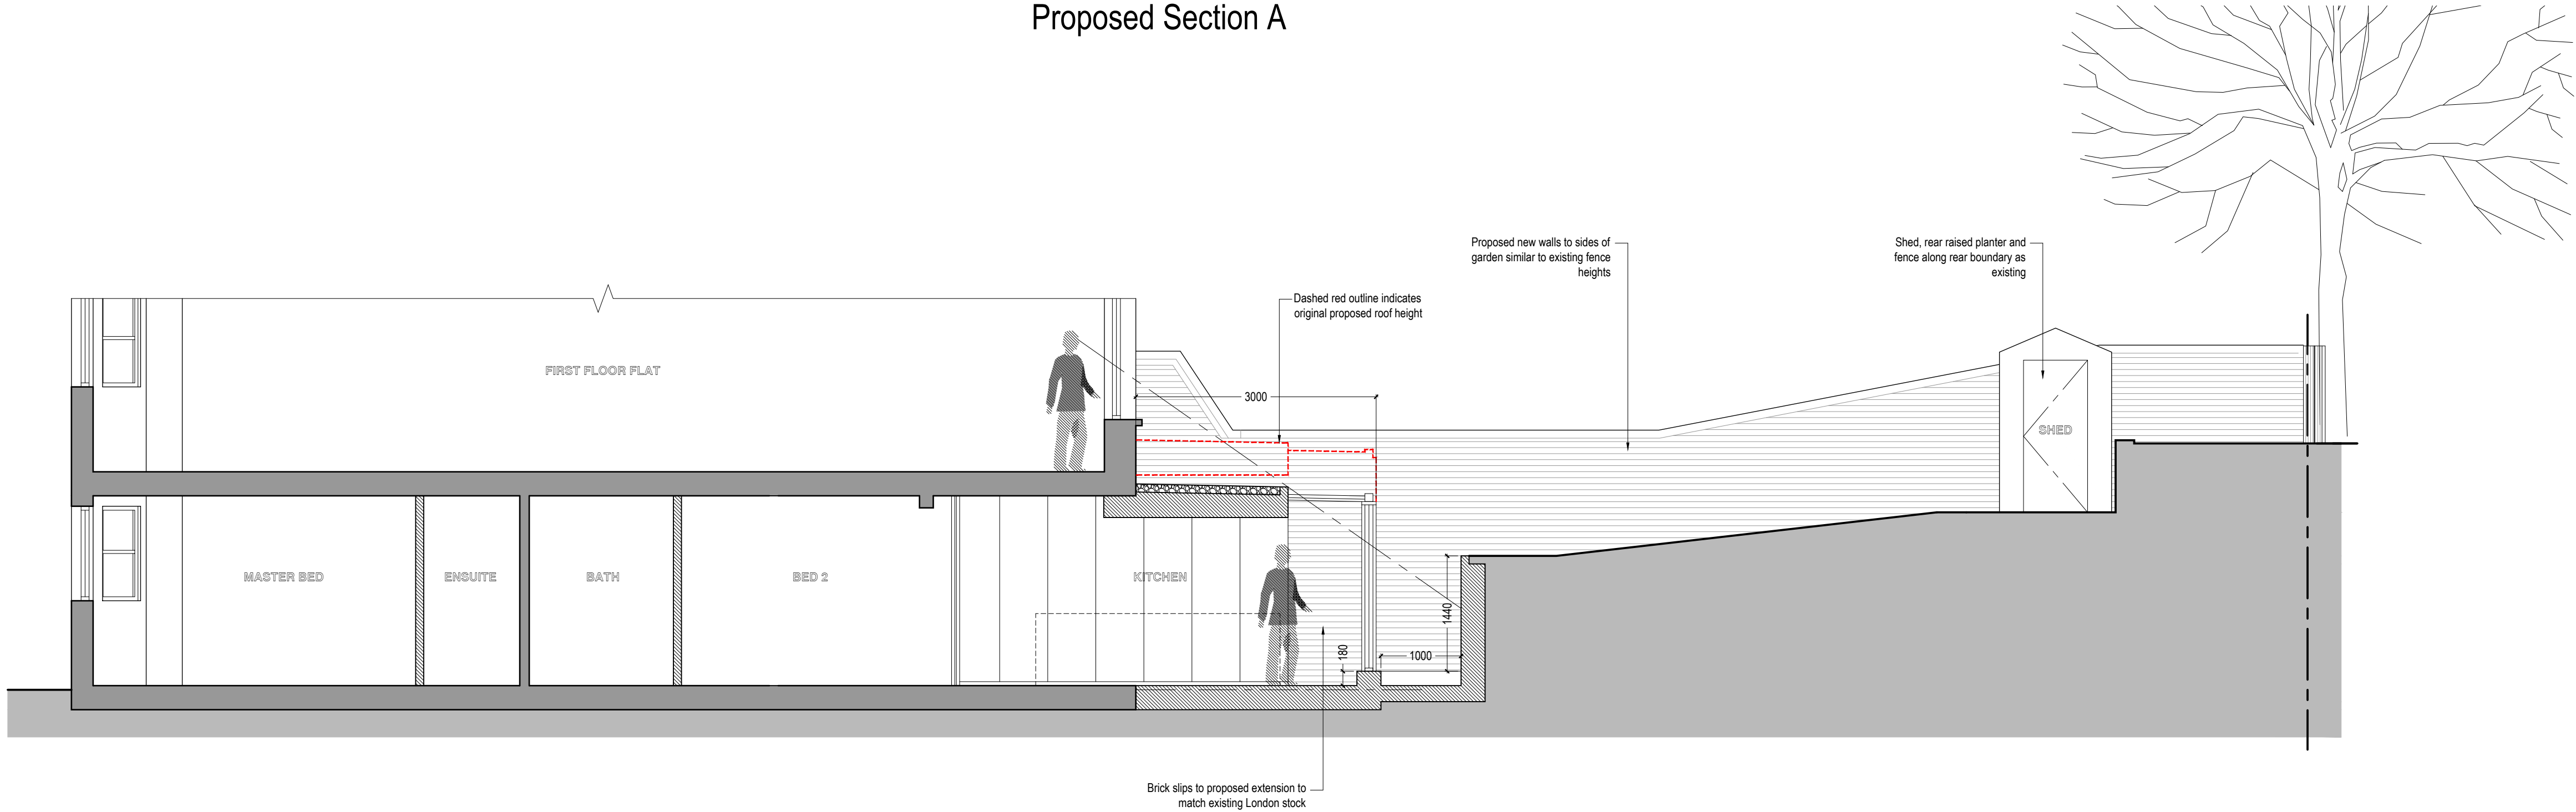 Proposed Section A
Proposed new walls to sides of
garden similar to existing fence
heights
Shed, rear raised planter and
fence along rear boundary as
existing
Dashed red outline indicates
original proposed roof height
FIRST FLOOR FLAT
3000
SHED
MASTER BED
ENSUITE
BATH
BED 2
KITCHEN
1440
180
1000
Brick slips to proposed extension to
match existing London stock